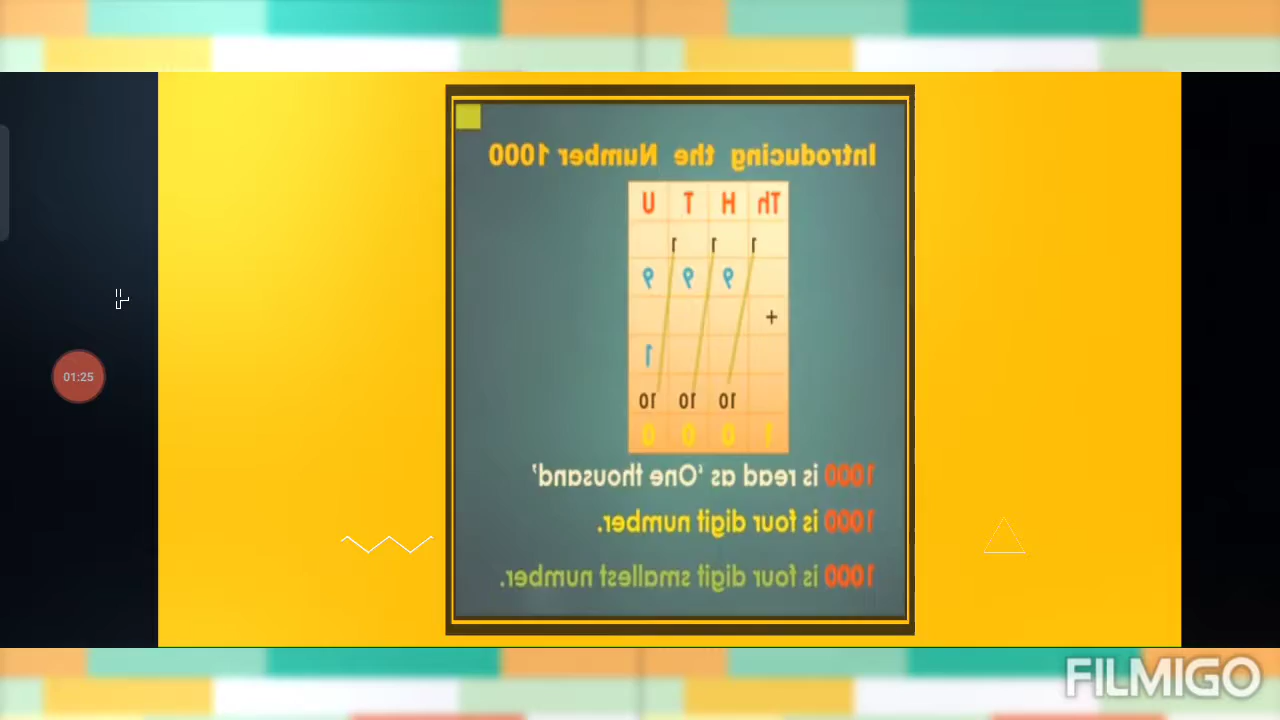 Introducing the Number 1000
Th H T U
1 1 1
9 9 9
+
1
10 10 10
1 0 0 0
1000 is read as ‘One thousand’
1000 is four digit number.
1000 is four digit smallest number.
01:25
FILMIGO